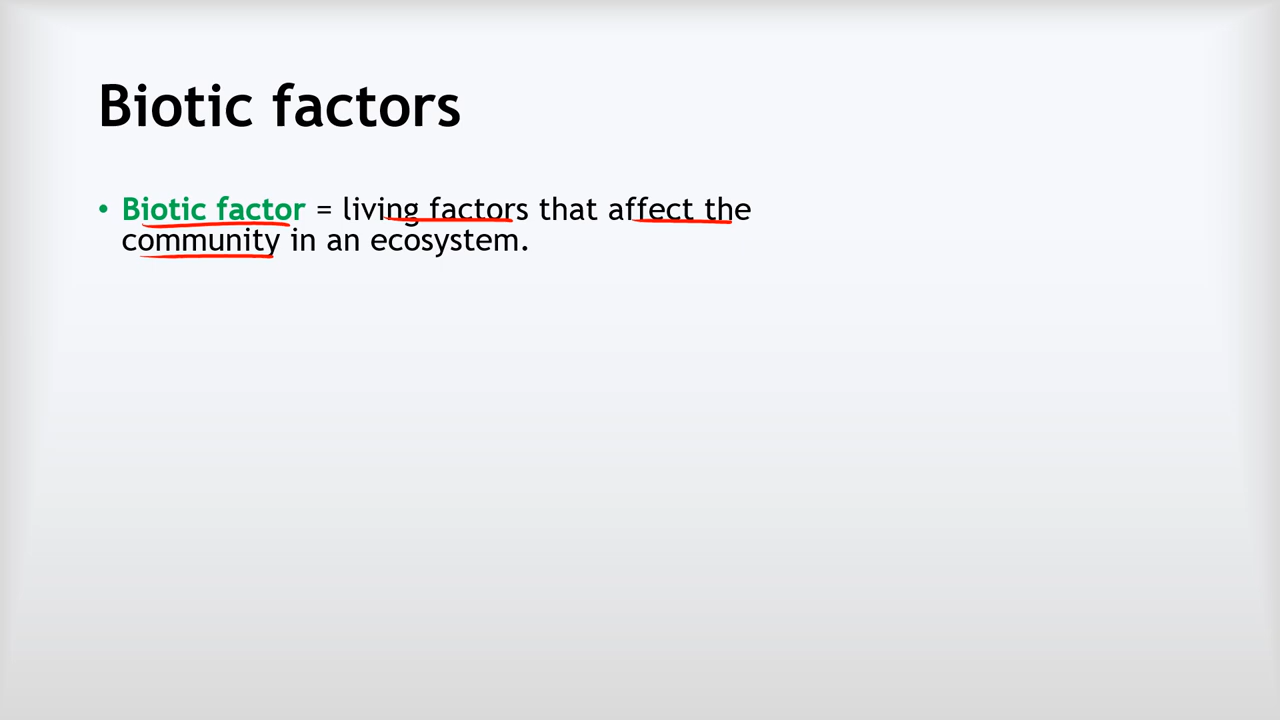 Biotic factors
• Biotic factor = living factors that affect the
community in an ecosystem.